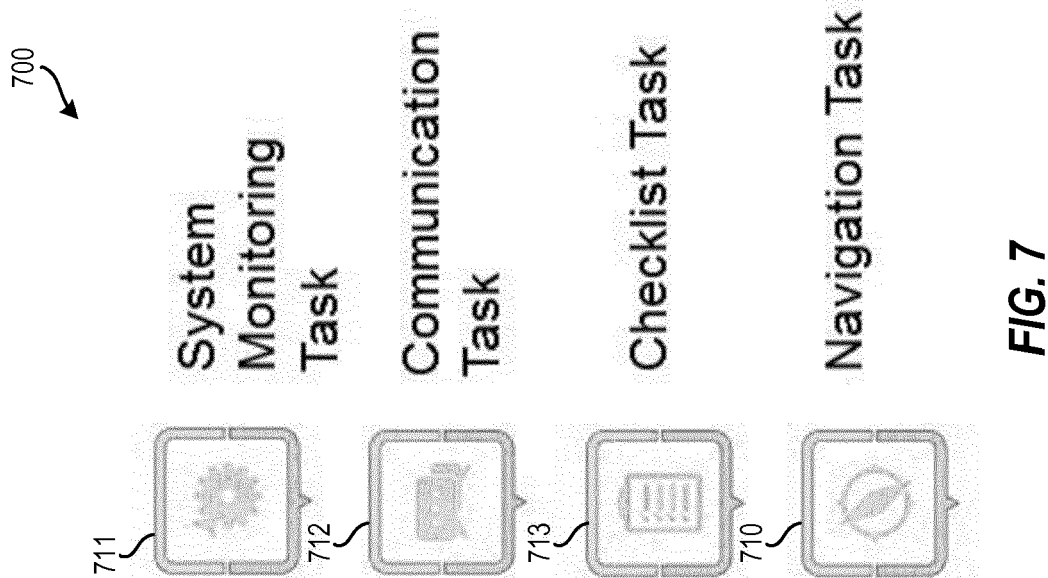 700
711
System
Monitoring
Task
712
Communication
Task
713
Checklist Task
710
Navigation Task
FIG. 7